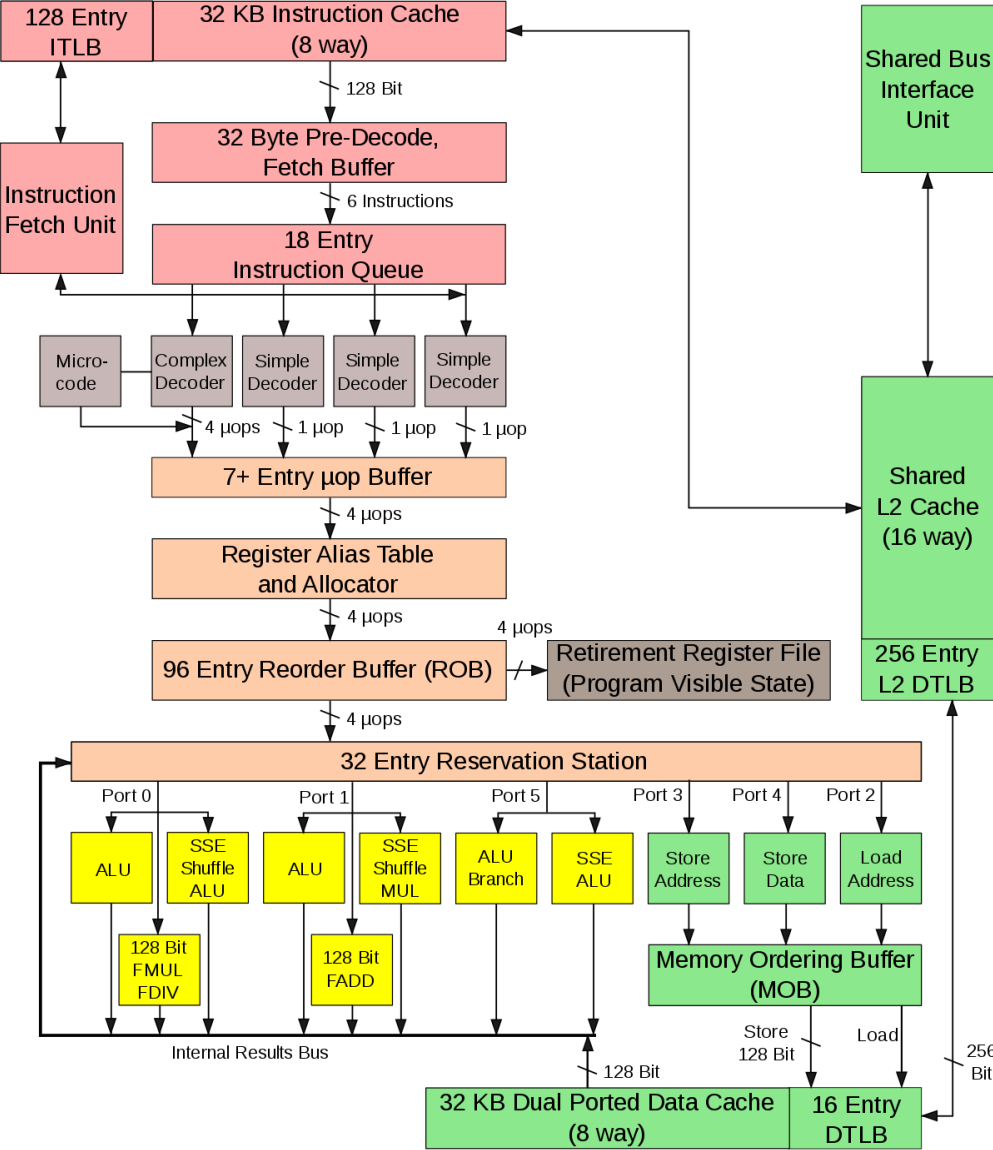 128 Entry
ITLB
32 KB Instruction Cache
(8 way)
128 Bit
32 Byte Pre-Decode,
Fetch Buffer
Instruction
Fetch Unit
6 Instructions
18 Entry
Instruction Queue
Micro-
code
Complex
Decoder
Simple
Decoder
Simple
Decoder
Simple
Decoder
4 µops
1 µop
1 µop
1 µop
7+ Entry µop Buffer
4 µops
Register Alias Table
and Allocator
4 µops
96 Entry Reorder Buffer (ROB)
4 µops
Retirement Register File
(Program Visible State)
4 µops
Shared Bus
Interface
Unit
Shared
L2 Cache
(16 way)
256 Entry
L2 DTLB
32 Entry Reservation Station
Port 0
Port 1
Port 5
Port 3
Port 4
Port 2
ALU
SSE
Shuffle
ALU
ALU
SSE
Shuffle
MUL
ALU
Branch
SSE
ALU
Store
Address
Store
Data
Load
Address
128 Bit
FMUL
FDIV
128 Bit
FADD
Memory Ordering Buffer
(MOB)
Internal Results Bus
Store
128 Bit
Load
256
Bit
128 Bit
32 KB Dual Ported Data Cache
(8 way)
16 Entry
DTLB